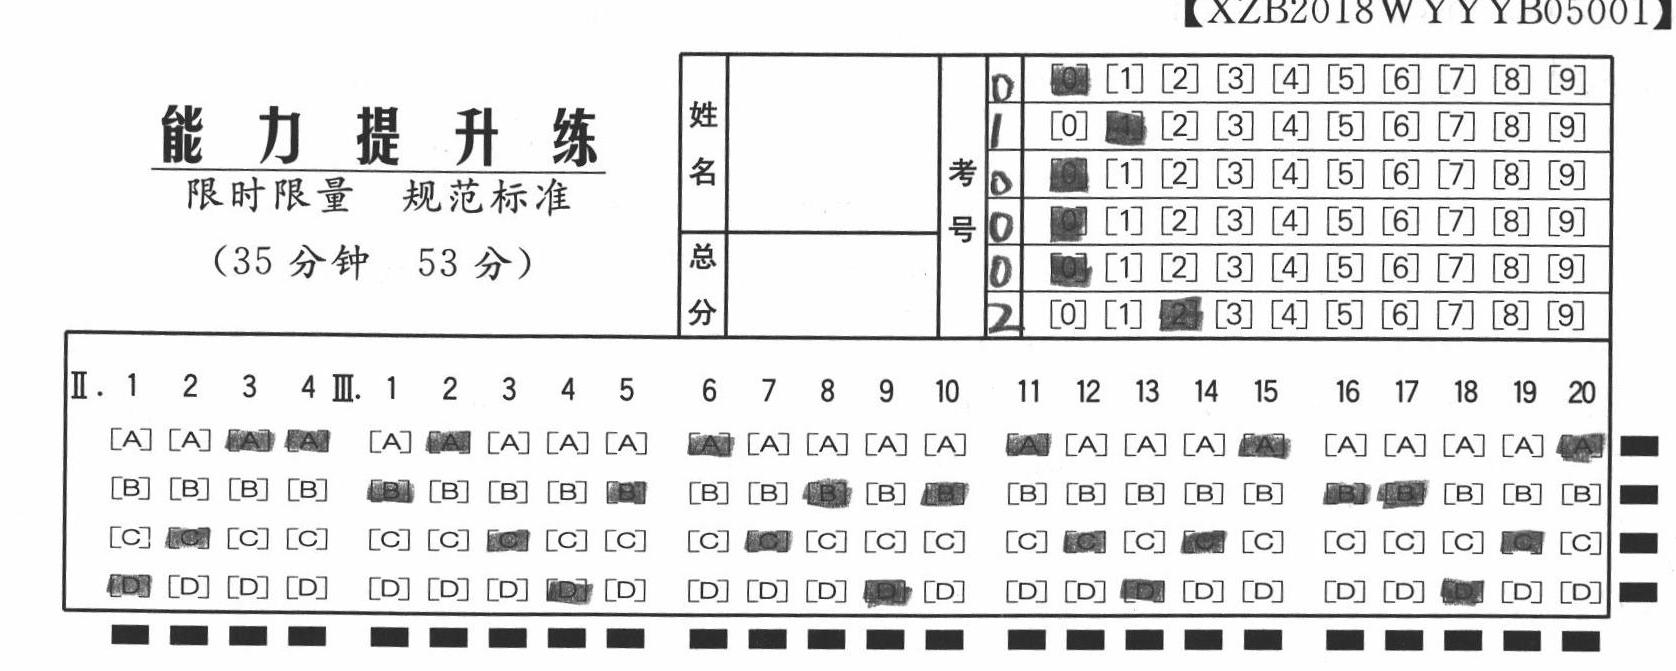 【XZB2018WYYYB05001】
能力提升练
限时限量 规范标准
(35分钟 53分)
姓名
总分
考号
0 [0] [1] [2] [3] [4] [5] [6] [7] [8] [9]
1 [0] [1] [2] [3] [4] [5] [6] [7] [8] [9]
0 [0] [1] [2] [3] [4] [5] [6] [7] [8] [9]
0 [0] [1] [2] [3] [4] [5] [6] [7] [8] [9]
0 [0] [1] [2] [3] [4] [5] [6] [7] [8] [9]
2 [0] [1] [2] [3] [4] [5] [6] [7] [8] [9]
Ⅱ. 1 2 3 4 Ⅲ. 1 2 3 4 5 6 7 8 9 10 11 12 13 14 15 16 17 18 19 20
[A] [A] [A] [A] [A] [A] [A] [A] [A] [A] [A] [A] [A] [A] [A] [A] [A] [A] [A] [A] [A] [A] [A] [A]
[B] [B] [B] [B] [B] [B] [B] [B] [B] [B] [B] [B] [B] [B] [B] [B] [B] [B] [B] [B] [B] [B] [B] [B]
[C] [C] [C] [C] [C] [C] [C] [C] [C] [C] [C] [C] [C] [C] [C] [C] [C] [C] [C] [C] [C] [C] [C] [C]
[D] [D] [D] [D] [D] [D] [D] [D] [D] [D] [D] [D] [D] [D] [D] [D] [D] [D] [D] [D] [D] [D] [D] [D]